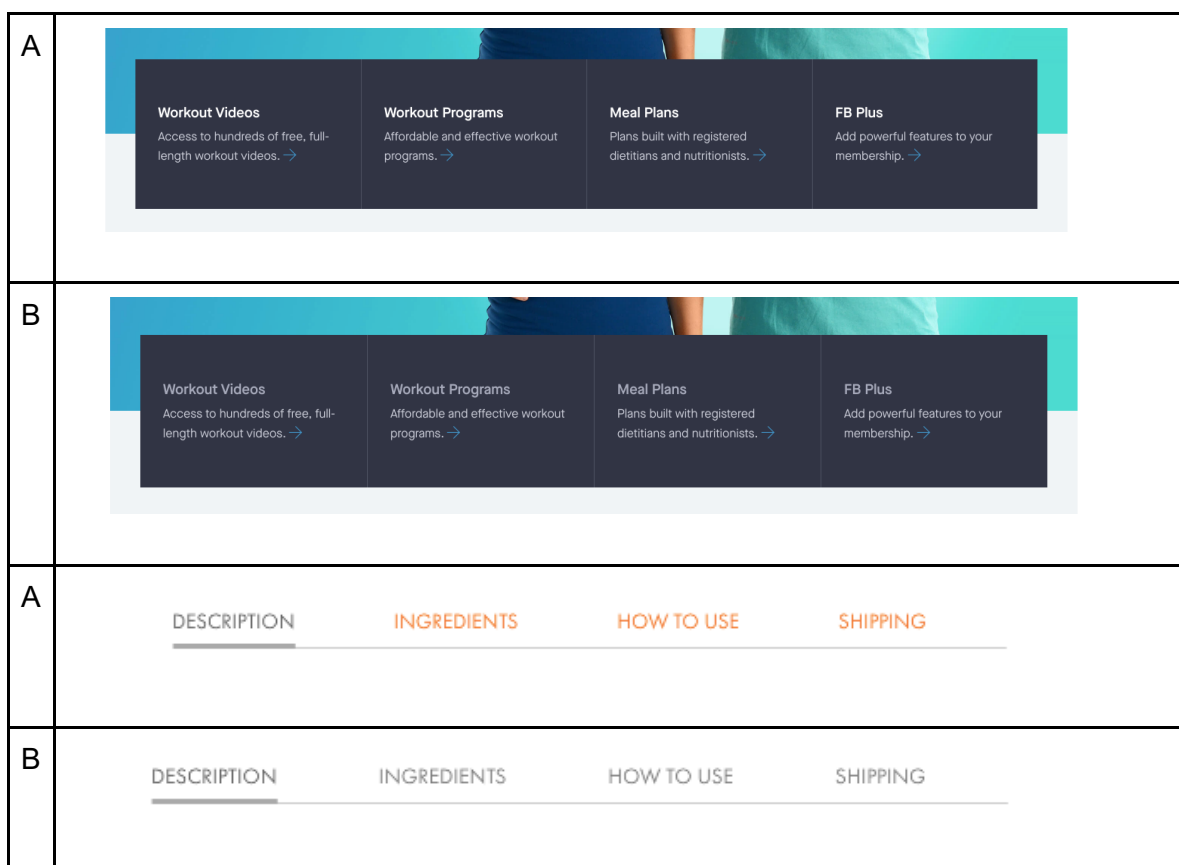 A
Workout Videos Workout Programs Meal Plans FB Plus
Access to hundreds of free, full- Affordable and effective workout Plans built with registered Add powerful features to your
length workout videos. → programs. → dietitians and nutritionists. → membership. →
B
Workout Videos Workout Programs Meal Plans FB Plus
Access to hundreds of free, full- Affordable and effective workout Plans built with registered Add powerful features to your
length workout videos. → programs. → dietitians and nutritionists. → membership. →
A
DESCRIPTION INGREDIENTS HOW TO USE SHIPPING
B
DESCRIPTION INGREDIENTS HOW TO USE SHIPPING